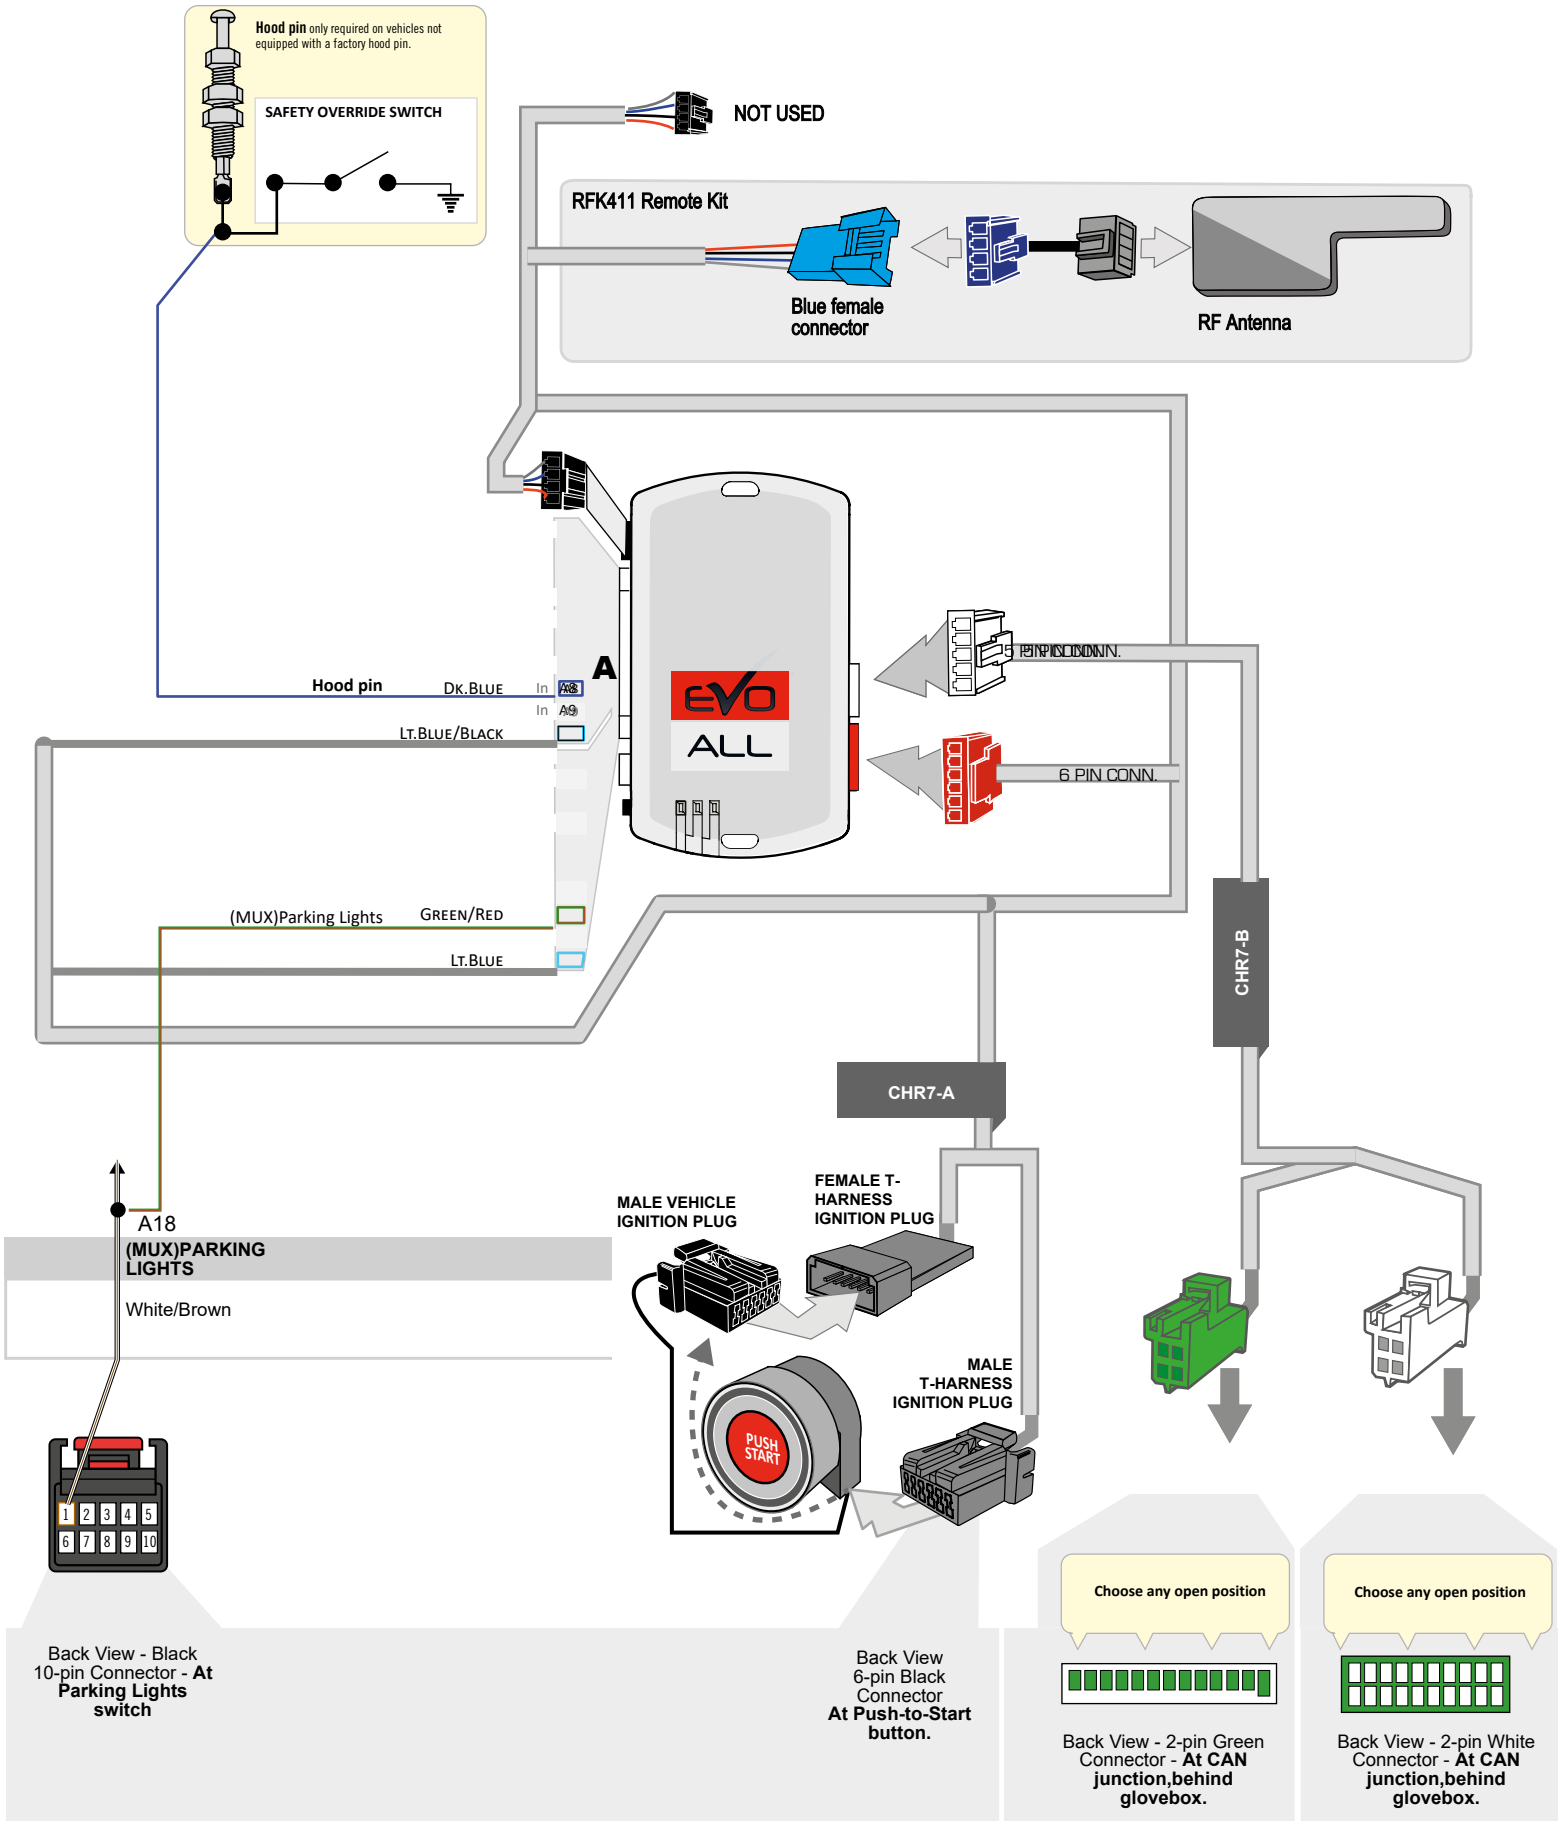 Hood pin only required on vehicles not
equipped with a factory hood pin.
SAFETY OVERRIDE SWITCH
NOT USED
RFK411 Remote Kit
Blue female
connector
RF Antenna
A
5 PIN CONN.
Hood pin
DK.BLUE
In
A8
In
A9
LT.BLUE/BLACK
EVO
ALL
6 PIN CONN.
(MUX)Parking Lights
GREEN/RED
LT.BLUE
CHR7-B
CHR7-A
A18
(MUX)PARKING
LIGHTS
White/Brown
MALE VEHICLE
IGNITION PLUG
FEMALE T-
HARNESS
IGNITION PLUG
MALE
T-HARNESS
IGNITION PLUG
PUSH
START
1 2 3 4 5
6 7 8 9 10
Choose any open position
Choose any open position
Back View - Black
10-pin Connector - At
Parking Lights
switch
Back View
6-pin Black
Connector
At Push-to-Start
button.
Back View - 2-pin Green
Connector - At CAN
junction,behind
glovebox.
Back View - 2-pin White
Connector - At CAN
junction,behind
glovebox.